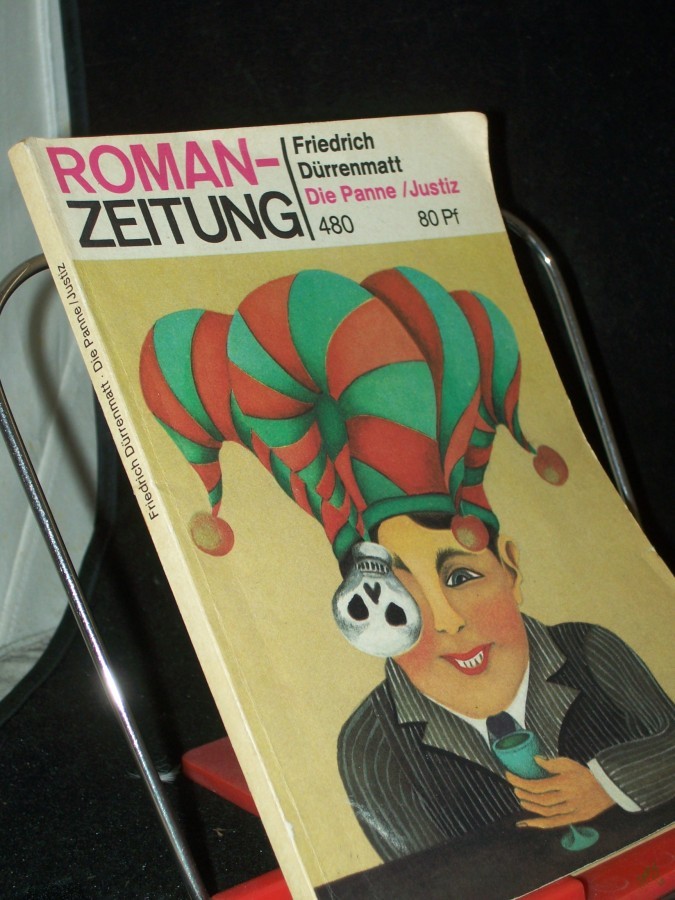 ROMAN-
ZEITUNG
Friedrich
Dürrenmatt
Die Panne /Justiz
480 80 Pf
Friedrich Dürrenmatt · Die Panne /Justiz